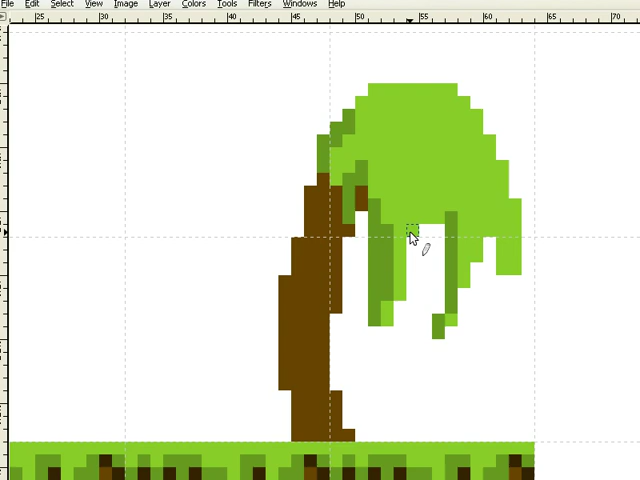 File Edit Select View Image Layer Colors Tools Filters Windows Help
25 30 35 40 45 50 55 60 65